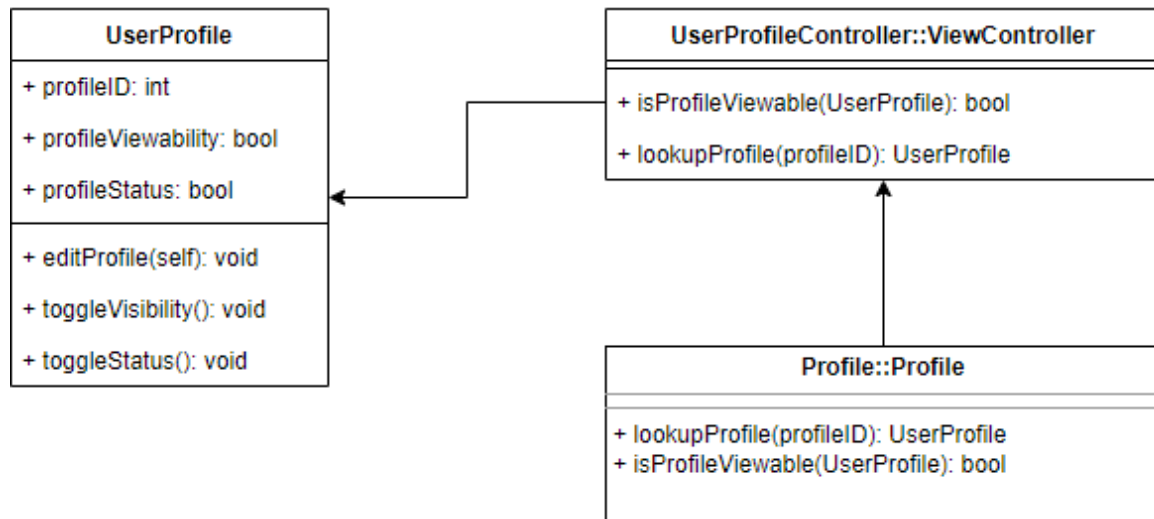 UserProfile
+ profileID: int
+ profileViewability: bool
+ profileStatus: bool
+ editProfile(self): void
+ toggleVisibility(): void
+ toggleStatus(): void
UserProfileController::ViewController
+ isProfileViewable(UserProfile): bool
+ lookupProfile(profileID): UserProfile
Profile::Profile
+ lookupProfile(profileID): UserProfile
+ isProfileViewable(UserProfile): bool